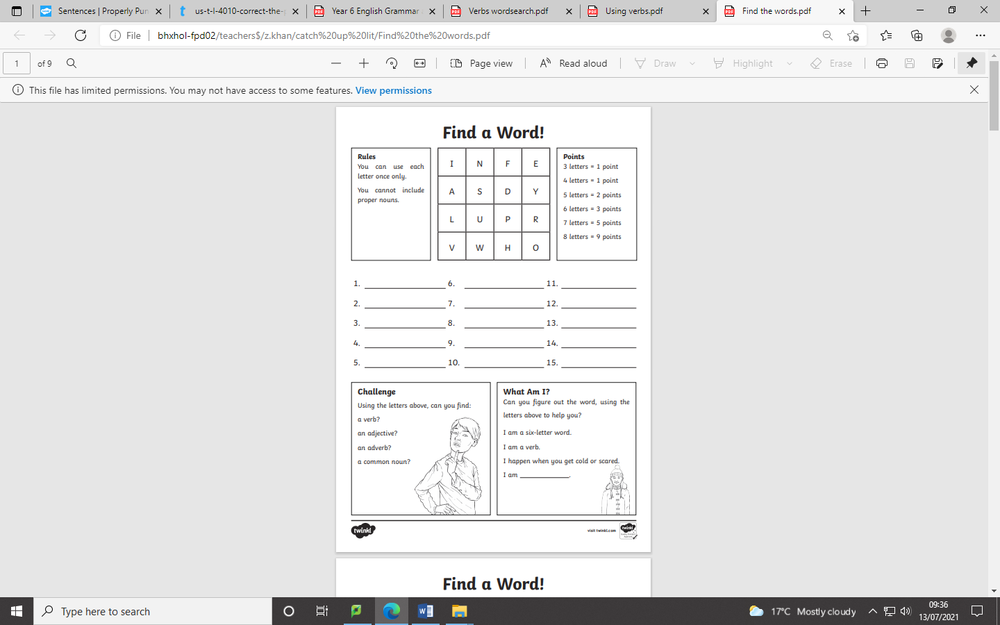 Sentences | Properly Pun
us-t-l-4010-correct-the-
Year 6 English Grammar
Verbs wordsearch.pdf
Using verbs.pdf
Find the words.pdf
File
bhxhol-fpd02/teachers$/z.khan/catch%20up%20lit/Find%20the%20words.pdf
1 of 9
Page view
Read aloud
Draw
Highlight
Erase
This file has limited permissions. You may not have access to some features. View permissions
Find a Word!
Rules
You can use each
letter once only.
You cannot include
proper nouns.
I N F E
A S D Y
L U P R
V W H O
Points
3 letters = 1 point
4 letters = 1 point
5 letters = 2 points
6 letters = 3 points
7 letters = 5 points
8 letters = 9 points
1. 6. 11.
2. 7. 12.
3. 8. 13.
4. 9. 14.
5. 10. 15.
Challenge
Using the letters above, can you find:
a verb?
an adjective?
an adverb?
a common noun?
What Am I?
Can you figure out the word, using the
letters above to help you?
I am a six-letter word.
I am a verb.
I happen when you get cold or scared.
I am ____________.
twinkl
visit twinkl.com
twinkl
Find a Word!
Type here to search
17°C Mostly cloudy
09:36
13/07/2021